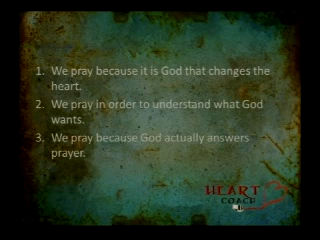 1. We pray because it is God that changes the
heart.
2. We pray in order to understand what God
wants.
3. We pray because God actually answers
prayer.
HEART
COACH